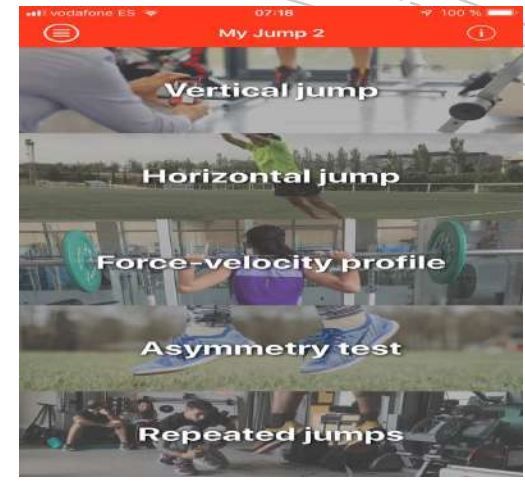 vodafone ES 07:18 100 %
My Jump 2
Vertical jump
Horizontal jump
Force-velocity profile
Asymmetry test
Repeated jumps